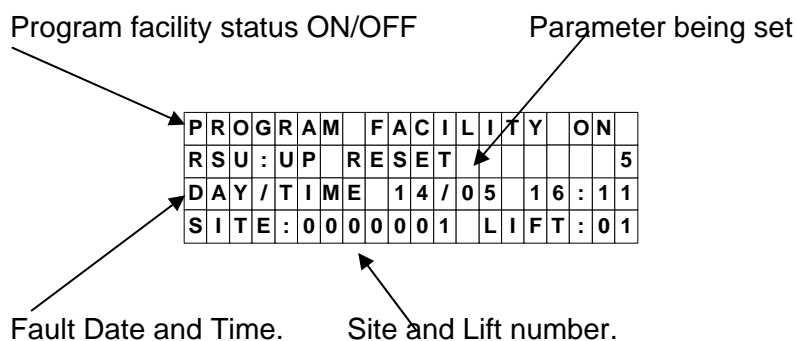 Program facility status ON/OFF Parameter being set
PROGRAM FACILITY ON
RSU:UP RESET 5
DAY/TIME 14/05 16:11
SITE:0000001 LIFT:01
Fault Date and Time. Site and Lift number.